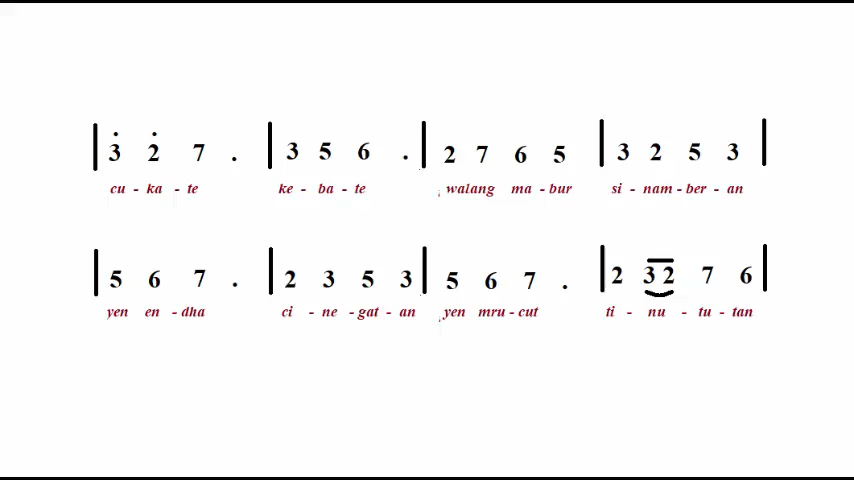 | 3̇ 2̇ 7 . | 3 5 6 . | 2 7 6 5 | 3 2 5 3 |
cu - ka - te ke - ba - te walang ma - bur si - nam - ber - an
| 5 6 7 . | 2 3 5 3 | 5 6 7 . | 2 3 2 7 6 |
yen en - dha ci - ne - gat - an yen mru - cut ti - nu - tu - tan